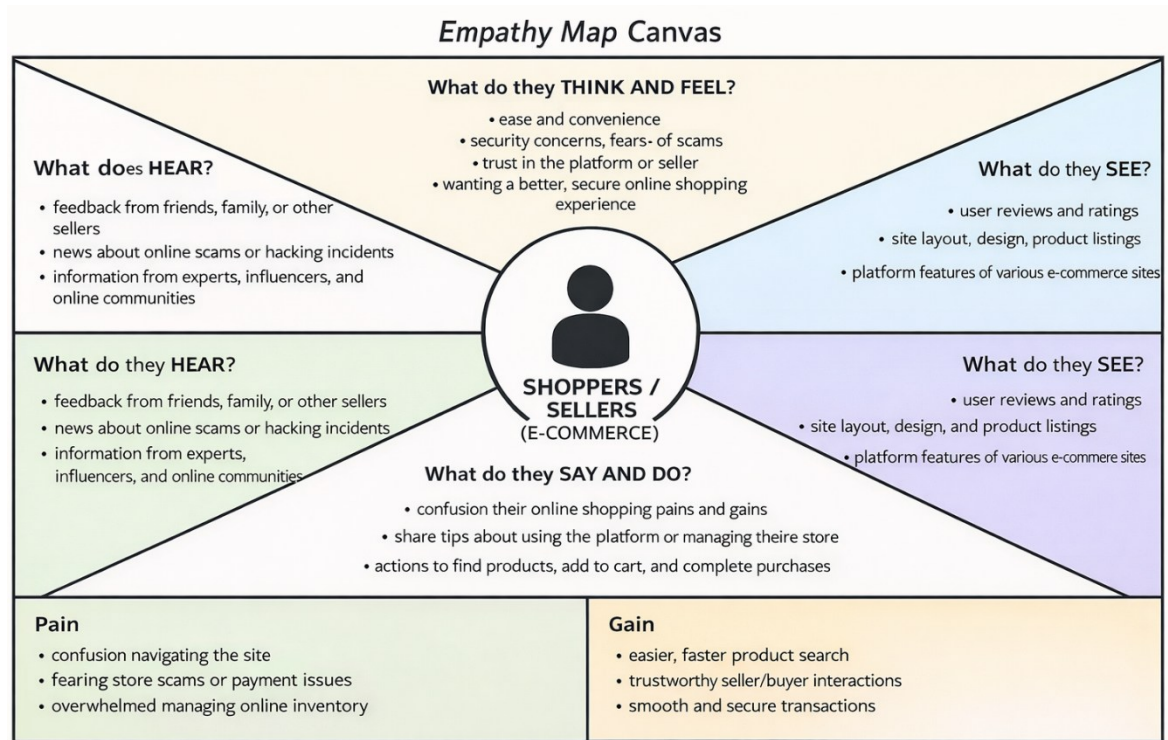 Empathy Map Canvas
What do they THINK AND FEEL?
• ease and convenience
• security concerns, fears- of scams
• trust in the platform or seller
• wanting a better, secure online shopping
experience
What does HEAR?
• feedback from friends, family, or other
sellers
• news about online scams or hacking incidents
• information from experts, influencers, and
online communities
What do they SEE?
• user reviews and ratings
• site layout, design, product listings
• platform features of various e-commerce sites
What do they HEAR?
• feedback from friends, family, or other sellers
• news about online scams or hacking incidents
• information from experts,
influencers, and online communities
SHOPPERS /
SELLERS
(E-COMMERCE)
What do they SEE?
• user reviews and ratings
• site layout, design, and product listings
• platform features of various e-commere sites
What do they SAY AND DO?
• confusion their online shopping pains and gains
• share tips about using the platform or managing theire store
• actions to find products, add to cart, and complete purchases
Pain
• confusion navigating the site
• fearing store scams or payment issues
• overwhelmed managing online inventory
Gain
• easier, faster product search
• trustworthy seller/buyer interactions
• smooth and secure transactions